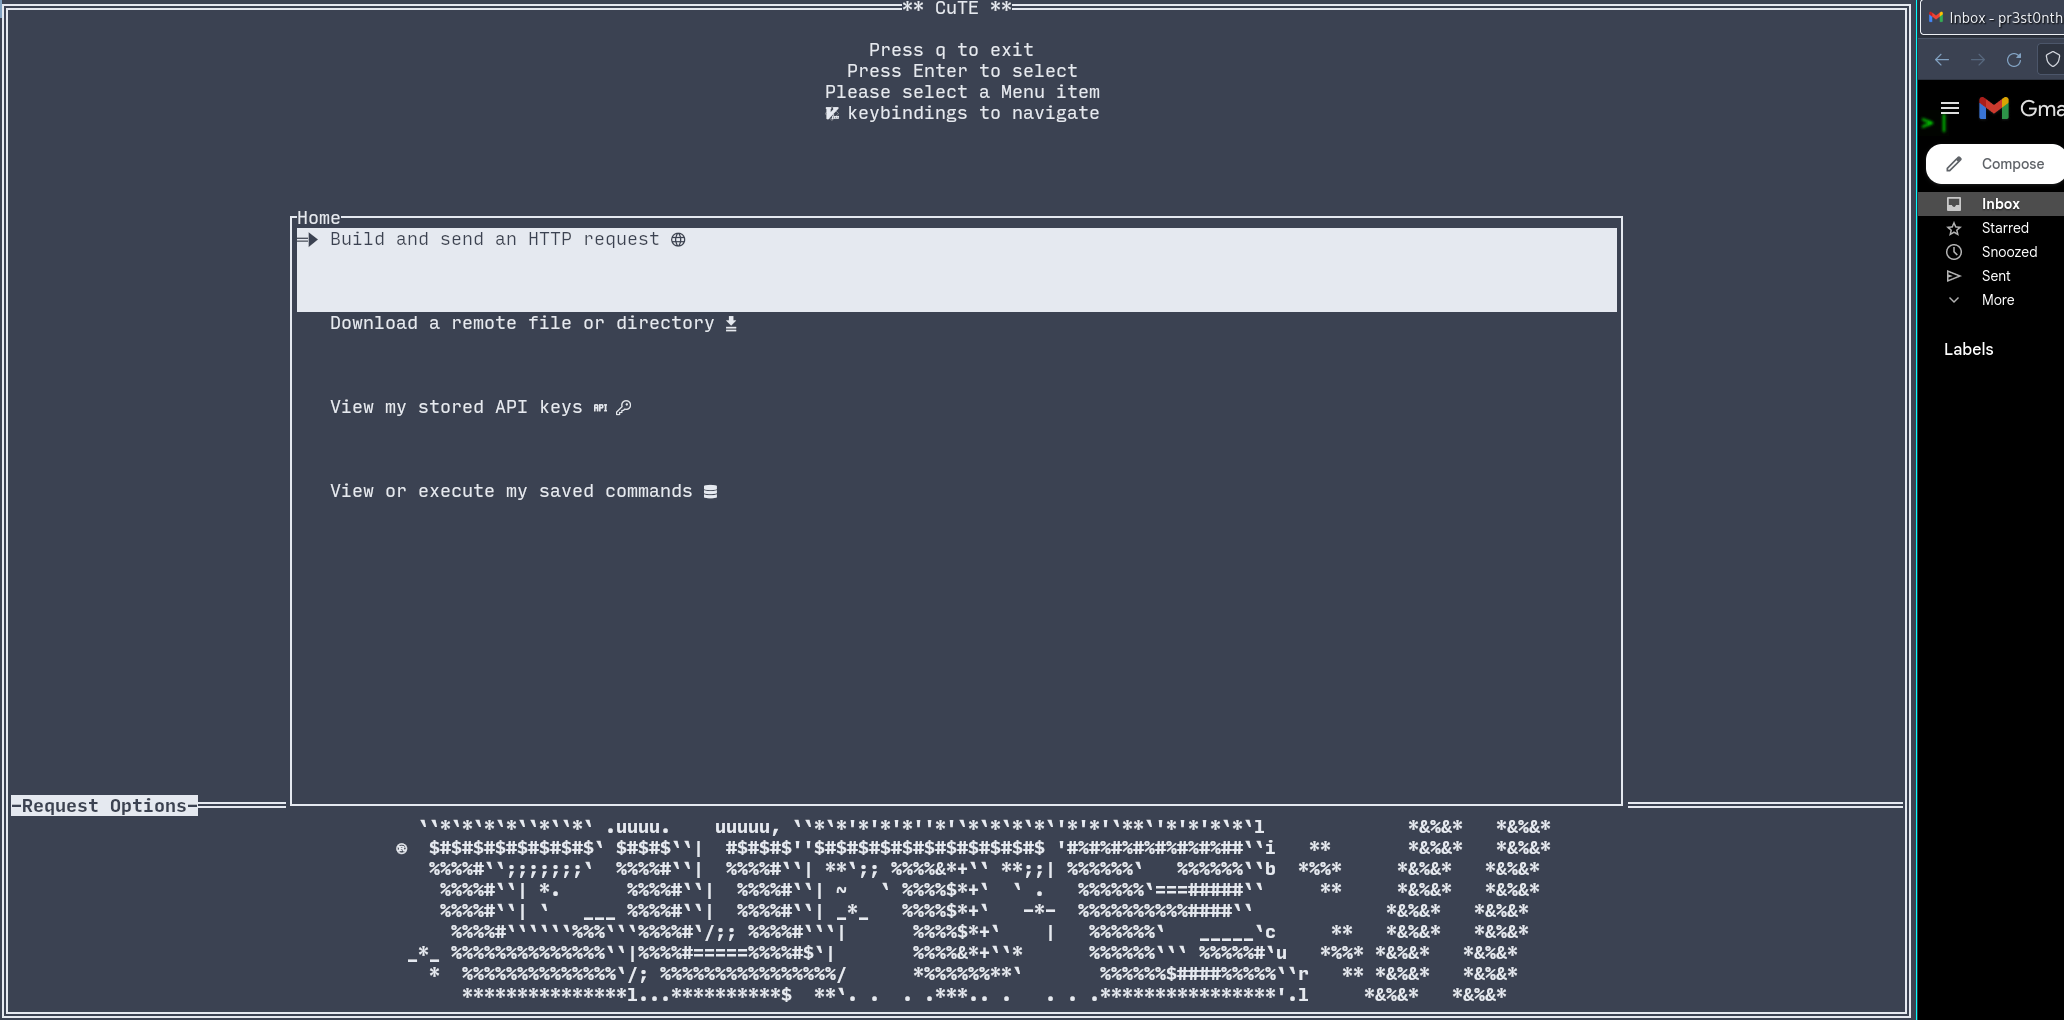 ** CuTE **
Press q to exit
Press Enter to select
Please select a Menu item
keybindings to navigate
Home
Build and send an HTTP request
Download a remote file or directory
View my stored API keys API
View or execute my saved commands
-Request Options-
Inbox - pr3st0nth
Gma
> |
Compose
Inbox
Starred
Snoozed
Sent
More
Labels